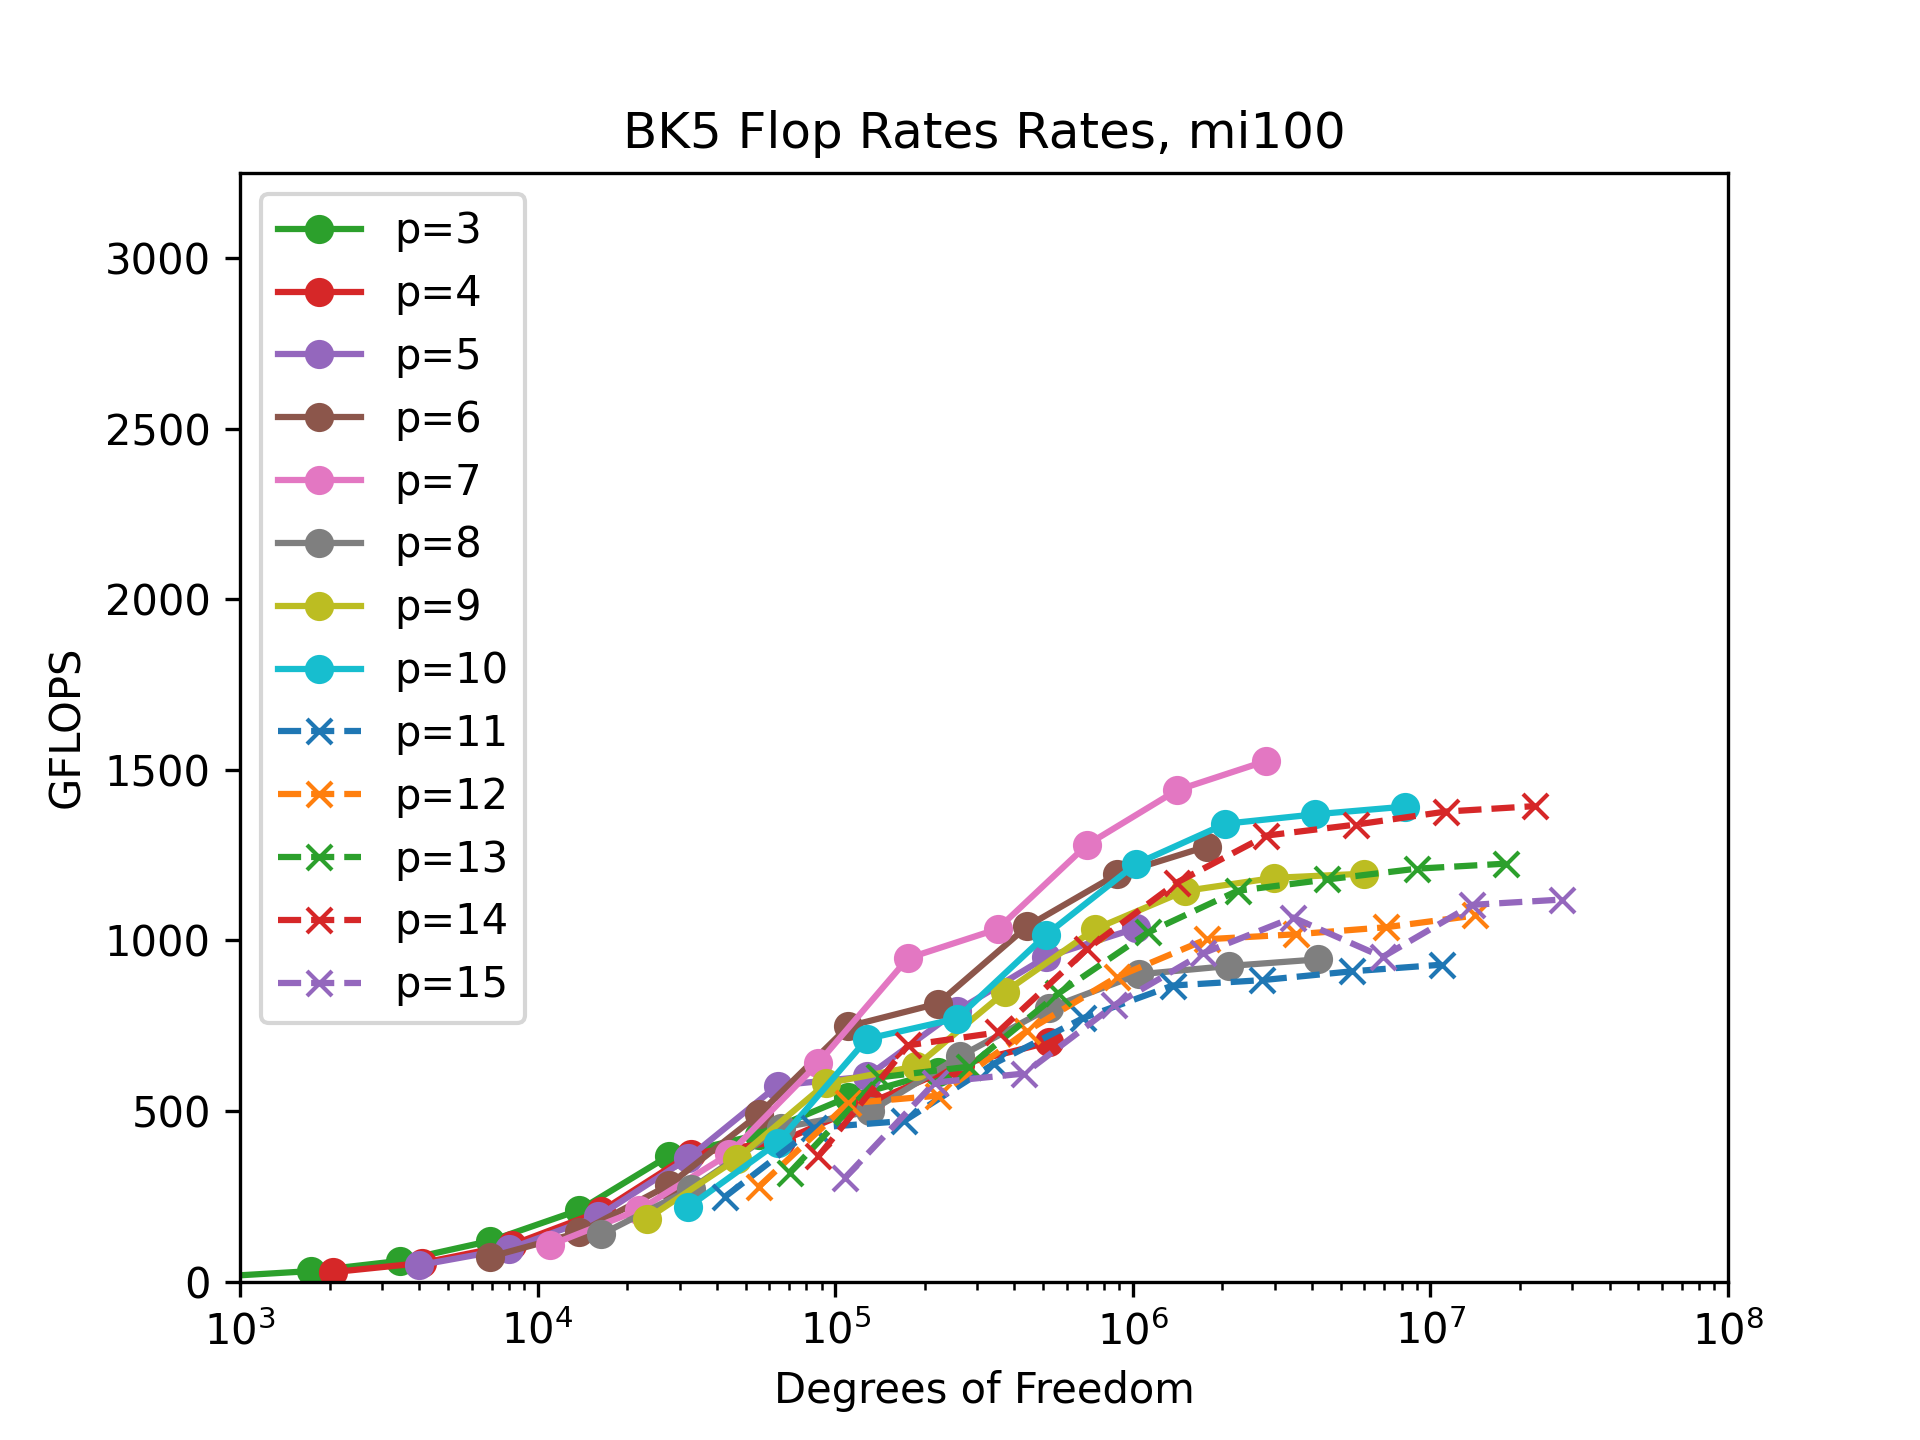 BK5 Flop Rates Rates, mi100
GFLOPS
3000
2500
2000
1500
1000
500
0
p=3
p=4
p=5
p=6
p=7
p=8
p=9
p=10
p=11
p=12
p=13
p=14
p=15
10³ 10⁴ 10⁵ 10⁶ 10⁷ 10⁸
Degrees of Freedom